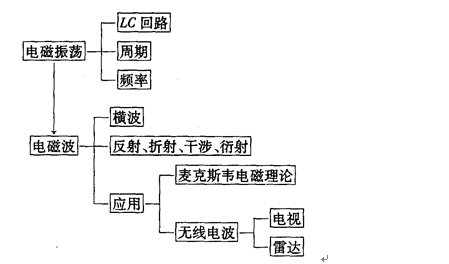 LC 回路
电磁振荡
周期
频率
横波
电磁波
反射、折射、干涉、衍射
麦克斯韦电磁理论
应用
电视
无线电波
雷达